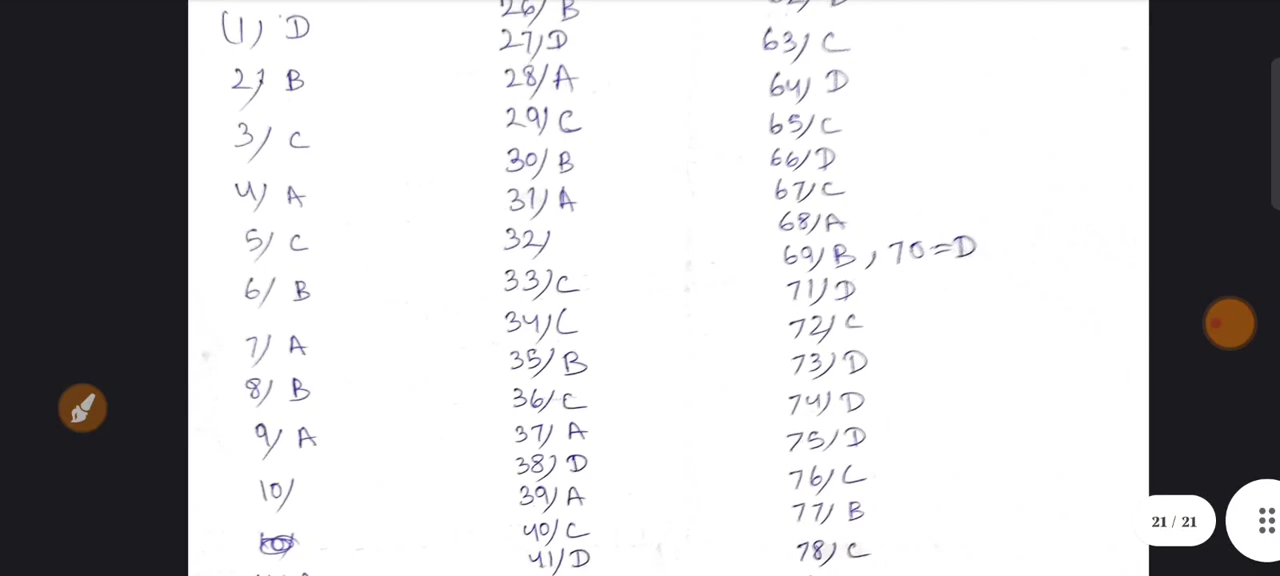 (1) D
2) B
3) C
4) A
5) C
6) B
7) A
8) B
9) A
10)
26) B
27) D
28) A
29) C
30) B
31) A
32)
33) C
34) C
35) B
36) C
37) A
38) D
39) A
40) C
41) D
63) C
64) D
65) C
66) D
67) C
68) A
69) B, 70=D
71) D
72) C
73) D
74) D
75) D
76) C
77) B
78) C
21 / 21